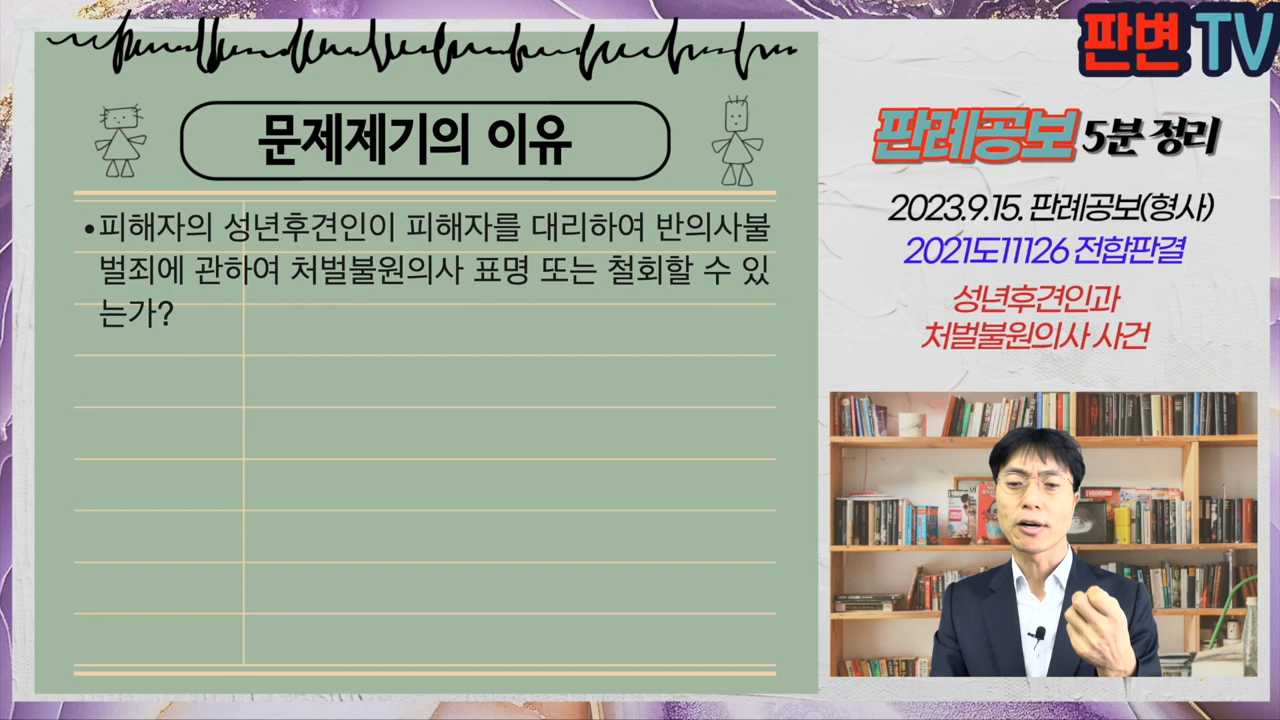 판변 TV
문제제기의 이유
•피해자의 성년후견인이 피해자를 대리하여 반의사불
벌죄에 관하여 처벌불원의사 표명 또는 철회할 수 있
는가?
판례공보 5분 정리
2023.9.15. 판례공보(형사)
2021도11126 전합판결
성년후견인과
처벌불원의사 사건